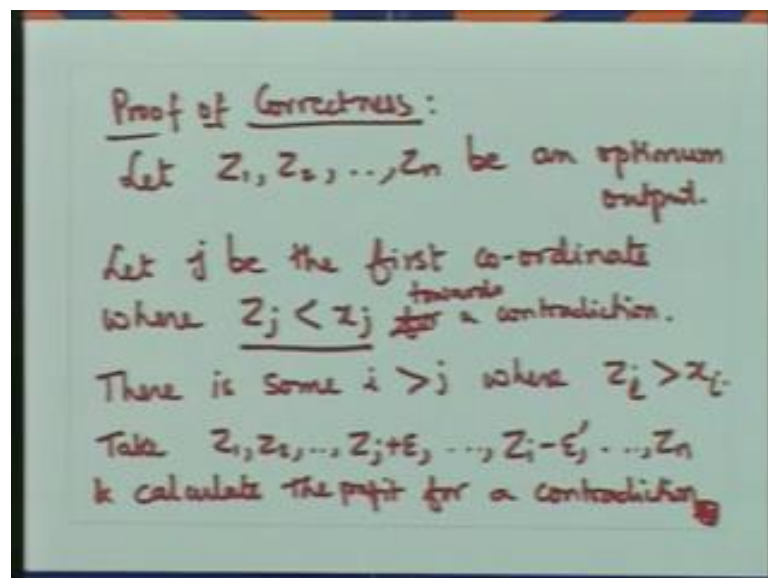 Proof of Correctness:
Let Z₁, Z₂, .., Zₙ be an optimum
output.
Let j be the first co-ordinate
where Zⱼ < xⱼ towards a contradiction.
There is some i > j where Zᵢ > xᵢ.
Take Z₁, Z₂, .., Zⱼ+ε, ..., Zᵢ-ε', ..., Zₙ
& calculate the profit for a contradiction